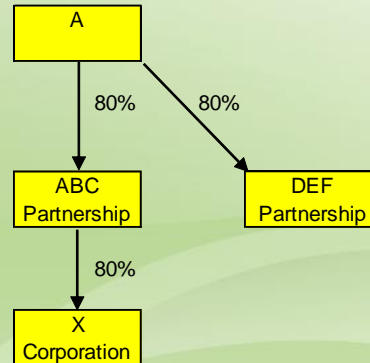 A
80%
80%
ABC
Partnership
DEF
Partnership
80%
X
Corporation